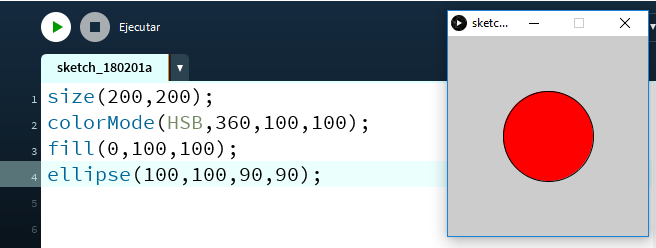 Ejecutar
sketch_180201a
1 size(200,200);
2 colorMode(HSB,360,100,100);
3 fill(0,100,100);
4 ellipse(100,100,90,90);
5
6
sketc...